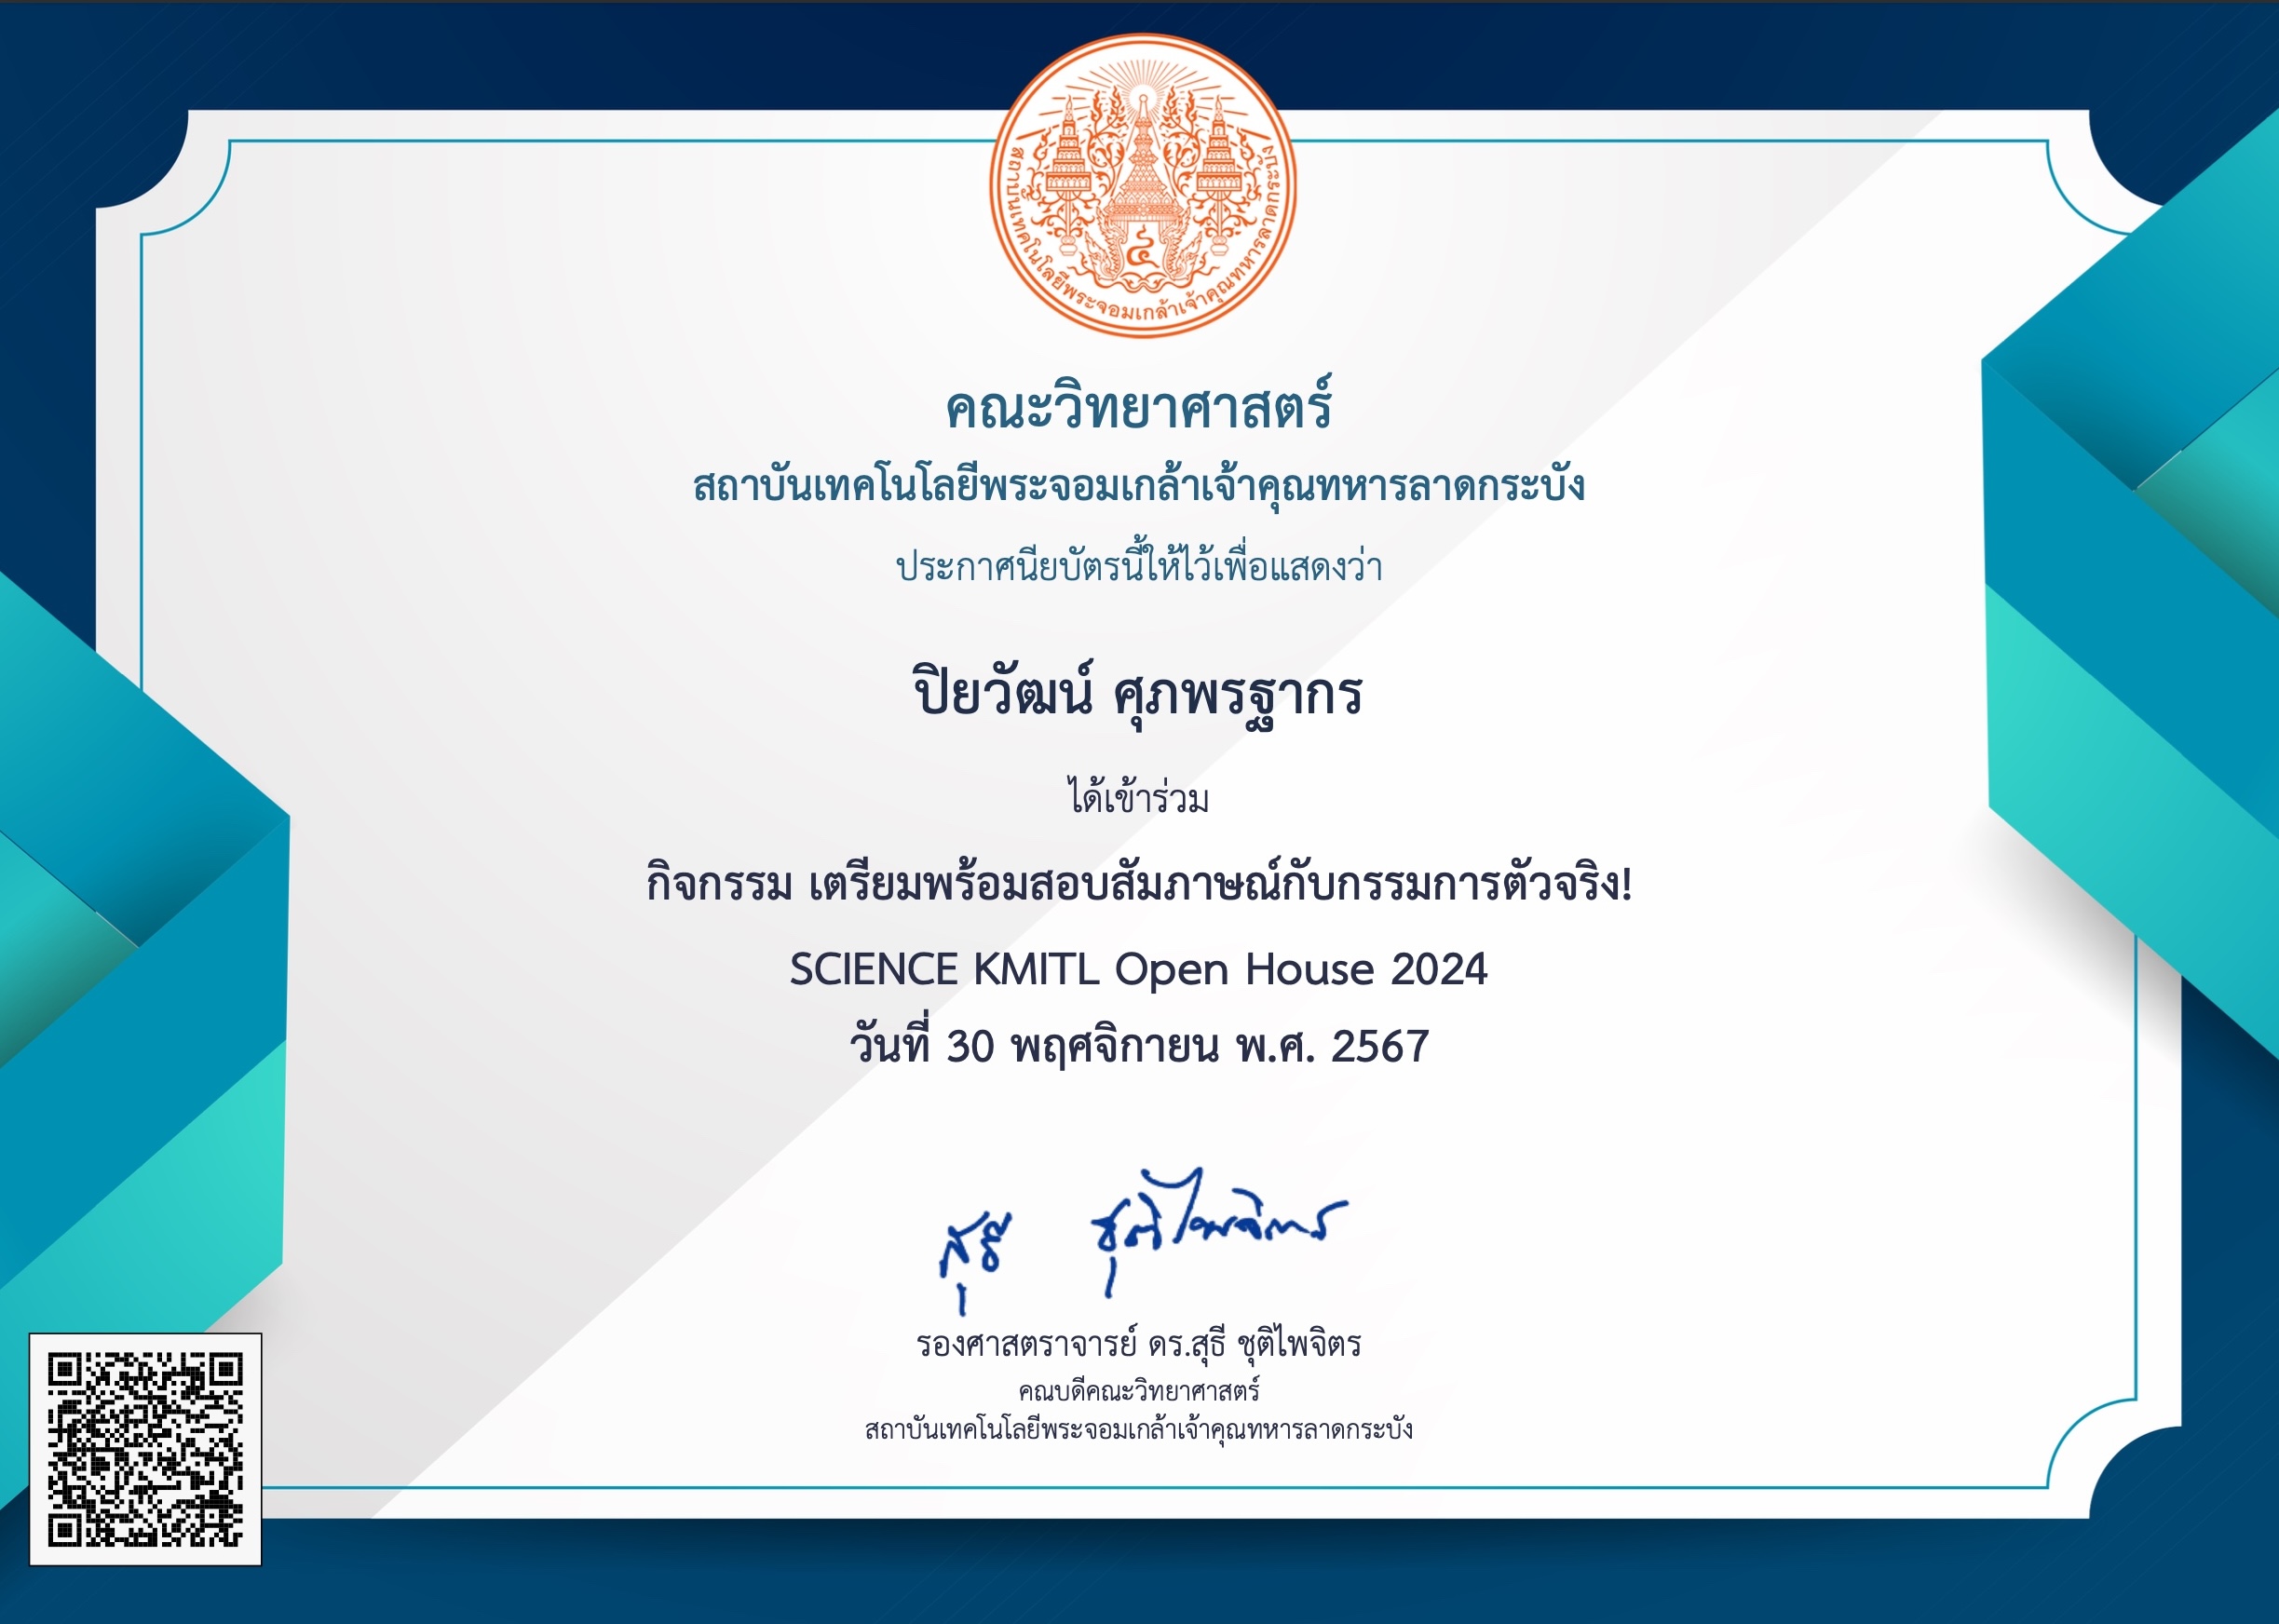 สถาบันเทคโนโลยีพระจอมเกล้าเจ้าคุณทหารลาดกระบัง
๔
คณะวิทยาศาสตร์
สถาบันเทคโนโลยีพระจอมเกล้าเจ้าคุณทหารลาดกระบัง
ประกาศนียบัตรนี้ให้ไว้เพื่อแสดงว่า
ปิยวัฒน์ ศุภพรฐากร
ได้เข้าร่วม
กิจกรรม เตรียมพร้อมสอบสัมภาษณ์กับกรรมการตัวจริง!
SCIENCE KMITL Open House 2024
วันที่ 30 พฤศจิกายน พ.ศ. 2567
สุธี ชุติไพจิตร
รองศาสตราจารย์ ดร.สุธี ชุติไพจิตร
คณบดีคณะวิทยาศาสตร์
สถาบันเทคโนโลยีพระจอมเกล้าเจ้าคุณทหารลาดกระบัง